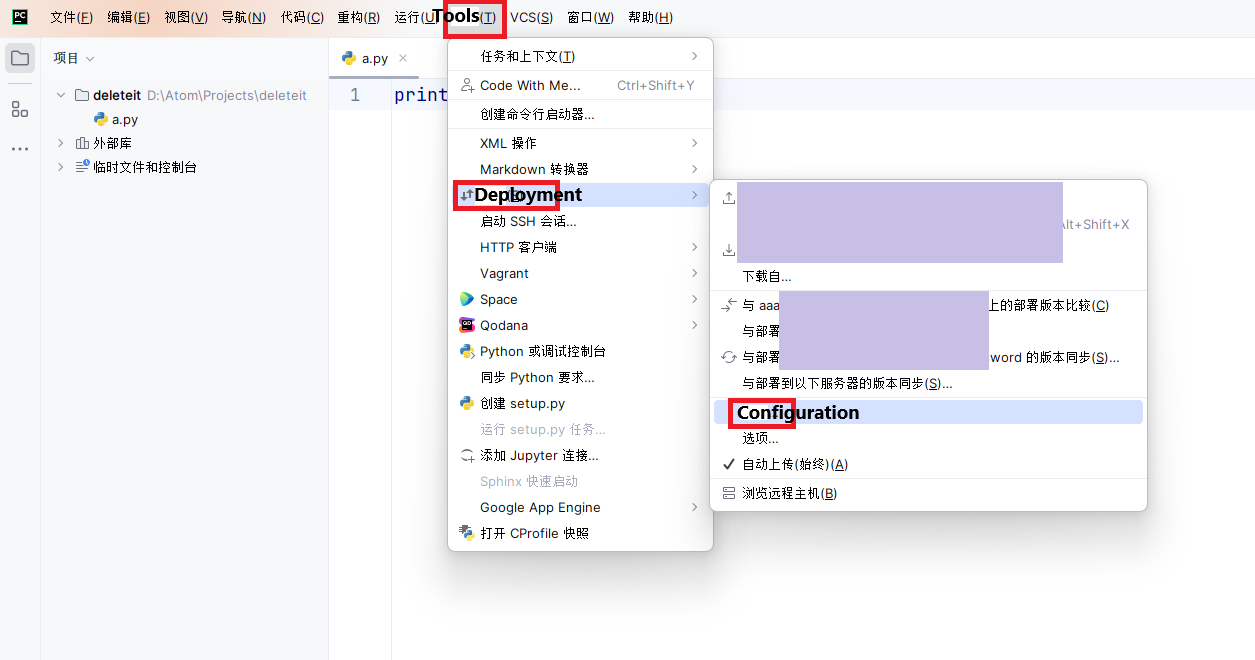 PC 文件(F) 编辑(E) 视图(V) 导航(N) 代码(C) 重构(R) 运行(U Tools(T) VCS(S) 窗口(W) 帮助(H)
项目
a.py
deleteit D:\Atom\Projects\deleteit
a.py
外部库
临时文件和控制台
1 print
任务和上下文(T)
Code With Me... Ctrl+Shift+Y
创建命令行启动器...
XML 操作
Markdown 转换器
Deployment
启动 SSH 会话...
HTTP 客户端
Vagrant
Space
Qodana
Python 或调试控制台
同步 Python 要求...
创建 setup.py
运行 setup.py 任务...
添加 Jupyter 连接...
Sphinx 快速启动
Google App Engine
打开 CProfile 快照
Alt+Shift+X
下载自...
与 aaa 上的部署版本比较(C)
与部署
与部署 word 的版本同步(S)...
与部署到以下服务器的版本同步(S)...
Configuration
选项...
自动上传(始终)(A)
浏览远程主机(B)